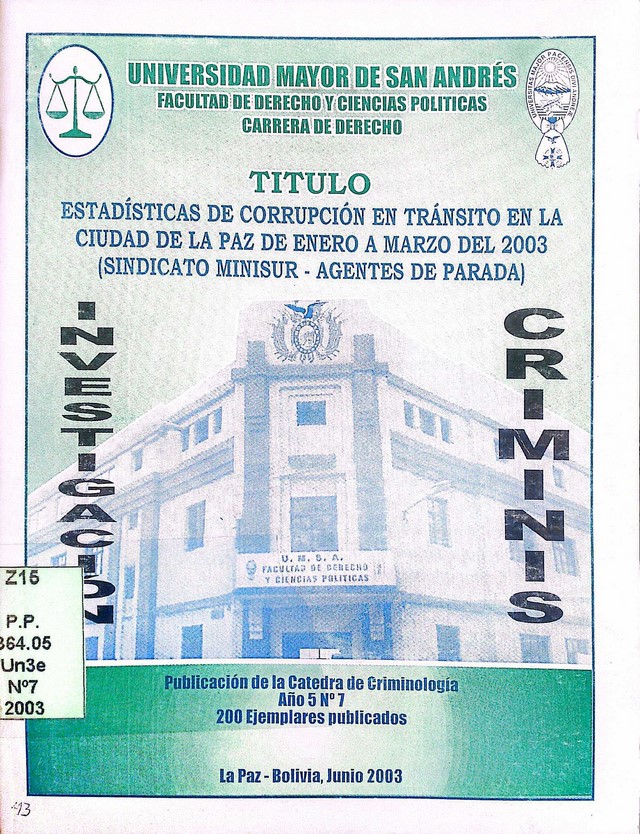 UNIVERSIDAD MAYOR DE SAN ANDRÉS
FACULTAD DE DERECHO Y CIENCIAS POLITICAS
CARRERA DE DERECHO
TITULO
ESTADÍSTICAS DE CORRUPCIÓN EN TRÁNSITO EN LA
CIUDAD DE LA PAZ DE ENERO A MARZO DEL 2003
(SINDICATO MINISUR - AGENTES DE PARADA)
INVESTIGACION
CRIMINIS
U. M. S. A.
FACULTAD DE DERECHO
Y CIENCIAS POLITICAS
Z15
P.P.
364.05
Un3e
Nº7
2003
Publicación de la Catedra de Criminología
Año 5 Nº 7
200 Ejemplares publicados
La Paz - Bolivia, Junio 2003